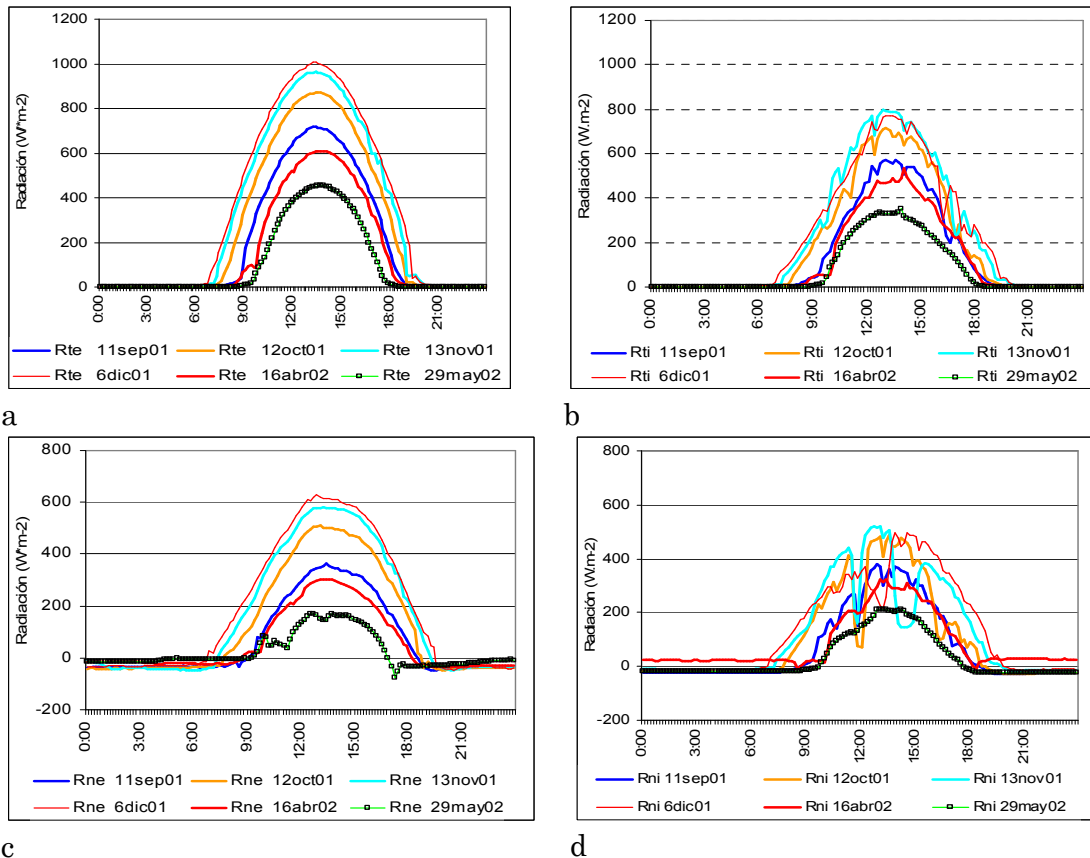 1200
1000
800
600
400
200
0
Radiación (W*m-2)
0:00 3:00 6:00 9:00 12:00 15:00 18:00 21:00
Rte 11sep01 Rte 12oct01 Rte 13nov01
Rte 6dic01 Rte 16abr02 Rte 29may02
a
1200
1000
800
600
400
200
0
Radiación (W.m-2)
0:00 3:00 6:00 9:00 12:00 15:00 18:00 21:00
Rti 11sep01 Rti 12oct01 Rti 13nov01
Rti 6dic01 Rti 16abr02 Rti 29may02
b
800
600
400
200
0
-200
Radiación (W*m-2)
0:00 3:00 6:00 9:00 12:00 15:00 18:00 21:00
Rne 11sep01 Rne 12oct01 Rne 13nov01
Rne 6dic01 Rne 16abr02 Rne 29may02
c
800
600
400
200
0
-200
Radiación (W.m-2)
0:00 3:00 6:00 9:00 12:00 15:00 18:00 21:00
Rni 11sep01 Rni 12oct01 Rni 13nov01
Rni 6dic01 Rni 16abr02 Rni 29may02
d